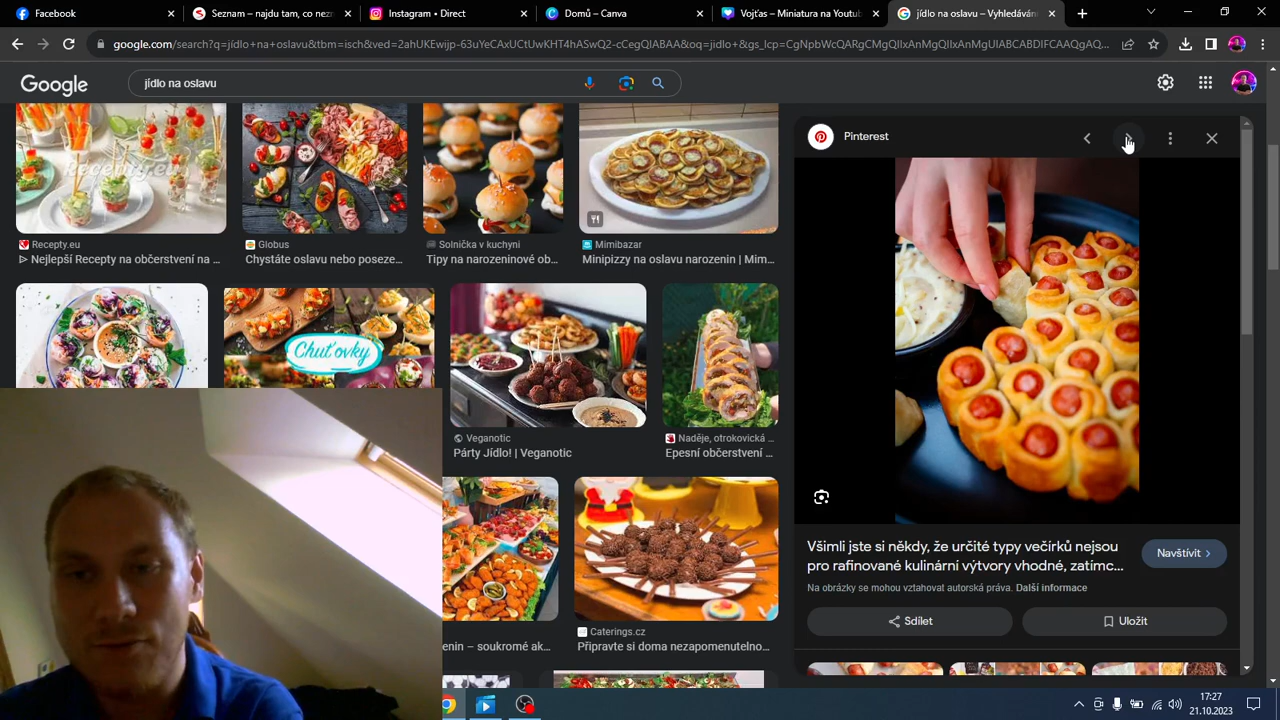 Facebook
Seznam – najdu tam, co nezn
Instagram • Direct
Domů – Canva
Vojťas – Miniatura na Youtub
jídlo na oslavu – Vyhledáván
google.com/search?q=jídlo+na+oslavu&tbm=isch&ved=2ahUKEwijp-63uYeCAxUCtUwKHT4hASwQ2-cCegQIABAA&oq=jídlo+&gs_lcp=CgNpbWcQARgCMgQIIxAnMgQIIxAnMgUIABCABDIFCAAQgAQ...
Google
jídlo na oslavu
recepty.eu
Recepty.eu
ᐅ Nejlepší Recepty na občerstvení na ...
Globus
Chystáte oslavu nebo poseze...
Solnička v kuchyni
Tipy na narozeninové ob...
Mimibazar
Minipizzy na oslavu narozenin | Mim...
Chuťovky
Veganotic
Párty Jídlo! | Veganotic
Naděje, otrokovická ...
Epesní občerstvení ...
enin – soukromé ak...
Caterings.cz
Připravte si doma nezapomenutelno...
Pinterest
Všimli jste si někdy, že určité typy večírků nejsou
pro rafinované kulinární výtvory vhodné, zatímc...
Navštívit
Na obrázky se mohou vztahovat autorská práva. Další informace
Sdílet
Uložit
17:27
21.10.2023